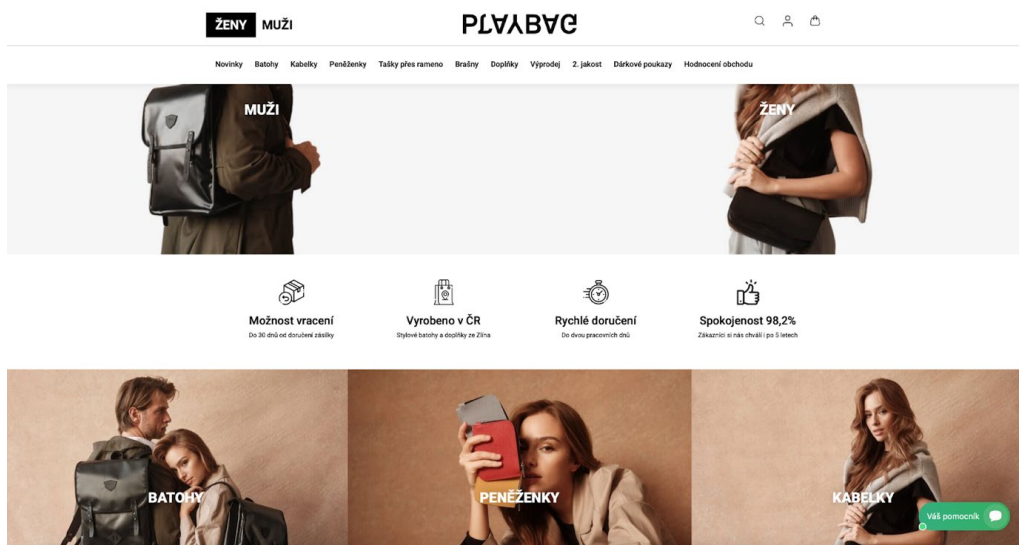 ŽENY MUŽI
PLAYBAG
Novinky Batohy Kabelky Peněženky Tašky přes rameno Brašny Doplňky Výprodej 2. jakost Dárkové poukazy Hodnocení obchodu
MUŽI
ŽENY
Možnost vracení
Do 30 dnů od doručení zásilky
Vyrobeno v ČR
Stylové batohy a doplňky ze Zlína
Rychlé doručení
Do dvou pracovních dnů
Spokojenost 98,2%
Zákazníci si nás chválí i po 5 letech
BATOHY
PENĚŽENKY
KABELKY
Váš pomocník